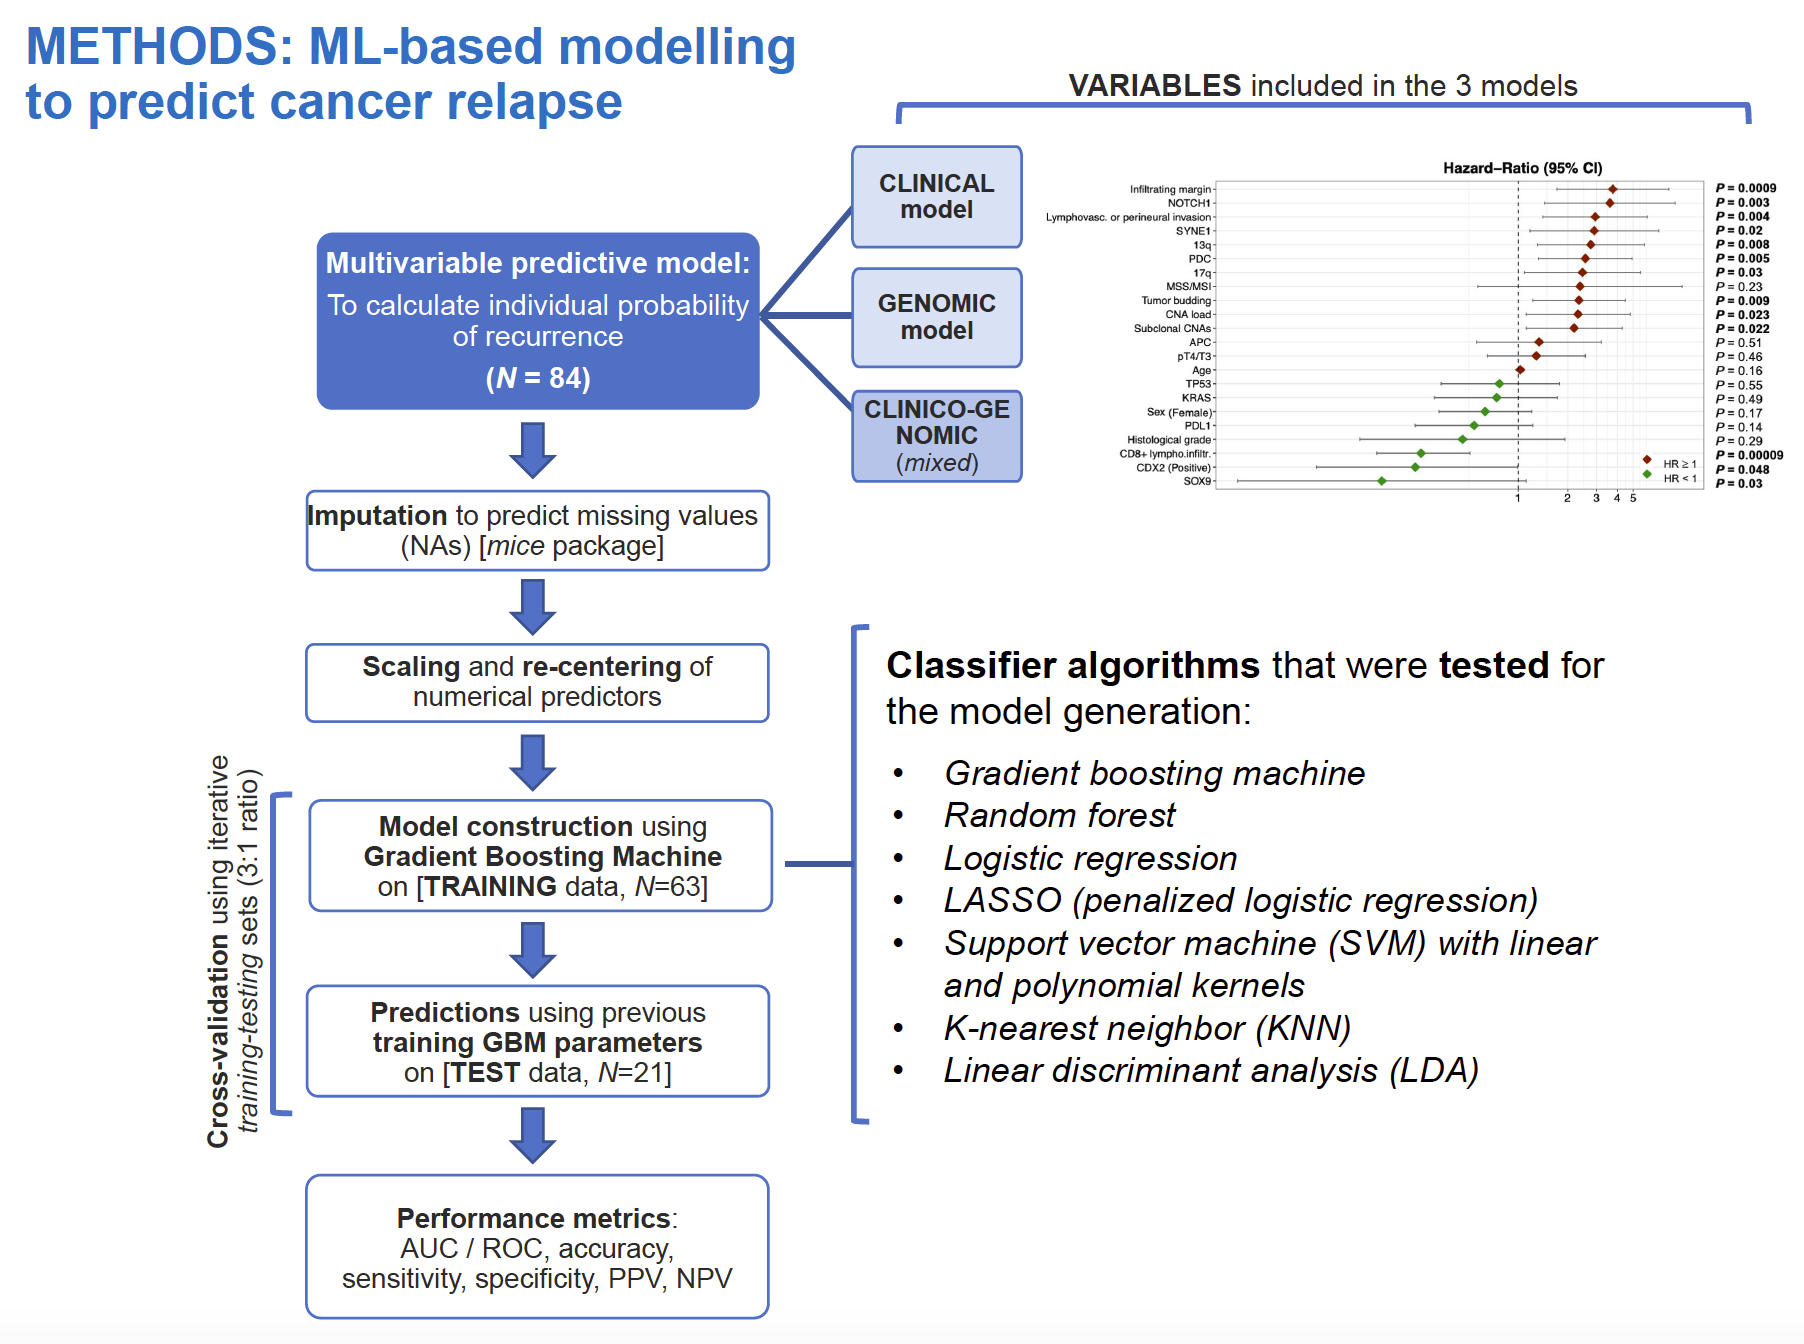 METHODS: ML-based modelling
to predict cancer relapse
VARIABLES included in the 3 models
CLINICAL
model
GENOMIC
model
CLINICO-GE
NOMIC
(mixed)
Multivariable predictive model:
To calculate individual probability
of recurrence
(N = 84)
Hazard–Ratio (95% CI)
Infiltrating margin P = 0.0009
NOTCH1 P = 0.003
Lymphovasc. or perineural invasion P = 0.004
SYNE1 P = 0.02
13q P = 0.008
PDC P = 0.005
17q P = 0.03
MSS/MSI P = 0.23
Tumor budding P = 0.009
CNA load P = 0.023
Subclonal CNAs P = 0.022
APC P = 0.51
pT4/T3 P = 0.46
Age P = 0.16
TP53 P = 0.55
KRAS P = 0.49
Sex (Female) P = 0.17
PDL1 P = 0.14
Histological grade P = 0.29
CD8+ lympho.infiltr. P = 0.00009
CDX2 (Positive) P = 0.048
SOX9 P = 0.03
HR ≥ 1
HR < 1
1 2 3 4 5
Imputation to predict missing values
(NAs) [mice package]
Scaling and re-centering of
numerical predictors
Cross-validation using iterative
training-testing sets (3:1 ratio)
Model construction using
Gradient Boosting Machine
on [TRAINING data, N=63]
Predictions using previous
training GBM parameters
on [TEST data, N=21]
Performance metrics:
AUC / ROC, accuracy,
sensitivity, specificity, PPV, NPV
Classifier algorithms that were tested for
the model generation:
• Gradient boosting machine
• Random forest
• Logistic regression
• LASSO (penalized logistic regression)
• Support vector machine (SVM) with linear
and polynomial kernels
• K-nearest neighbor (KNN)
• Linear discriminant analysis (LDA)